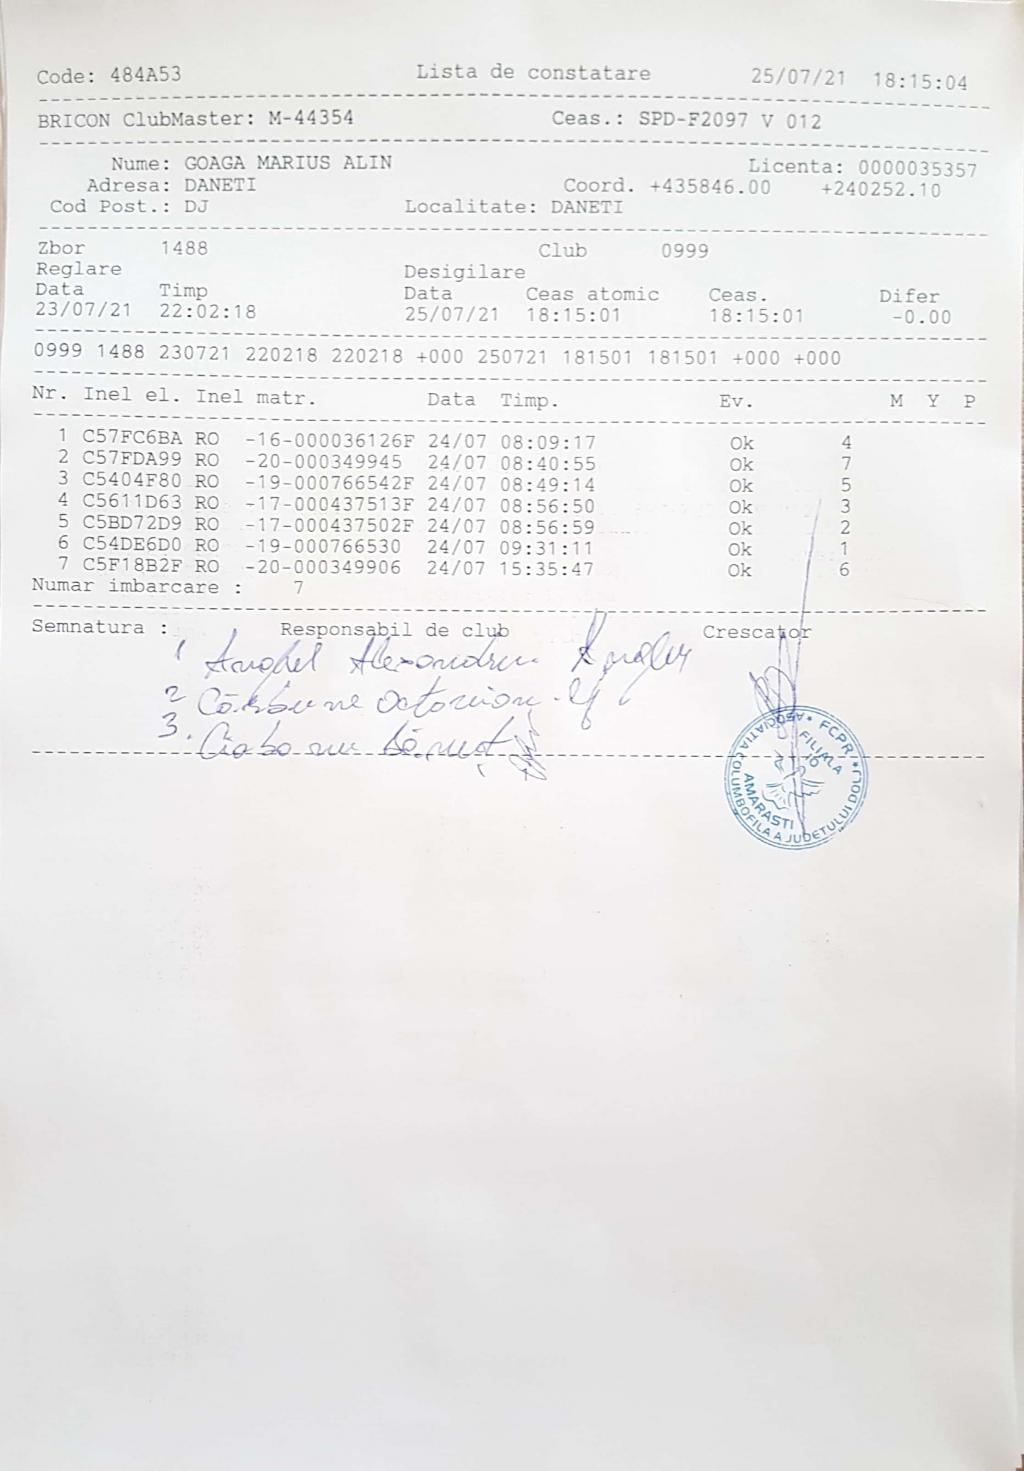 Code: 484A53 Lista de constatare 25/07/21 18:15:04
BRICON ClubMaster: M-44354 Ceas.: SPD-F2097 V 012
Nume: GOAGA MARIUS ALIN Licenta: 0000035357
Adresa: DANETI Coord. +435846.00 +240252.10
Cod Post.: DJ Localitate: DANETI
Zbor 1488 Club 0999
Reglare Desigilare
Data Timp Data Ceas atomic Ceas. Difer
23/07/21 22:02:18 25/07/21 18:15:01 18:15:01 -0.00
0999 1488 230721 220218 220218 +000 250721 181501 181501 +000 +000
Nr. Inel el. Inel matr. Data Timp. Ev. M Y P
1 C57FC6BA RO -16-000036126F 24/07 08:09:17 Ok 4
2 C57FDA99 RO -20-000349945 24/07 08:40:55 Ok 7
3 C5404F80 RO -19-000766542F 24/07 08:49:14 Ok 5
4 C5611D63 RO -17-000437513F 24/07 08:56:50 Ok 3
5 C5BD72D9 RO -17-000437502F 24/07 08:56:59 Ok 2
6 C54DE6D0 RO -19-000766530 24/07 09:31:11 Ok 1
7 C5F18B2F RO -20-000349906 24/07 15:35:47 Ok 6
Numar imbarcare : 7
Semnatura : Responsabil de club Crescator
1 Anghel Alexandru
2 Cărbune Octavian
3.
ASOCIATIA COLUMBOFILA A JUDETULUI DOLJ * FCPR *
FILIALA
10
AMARASTI